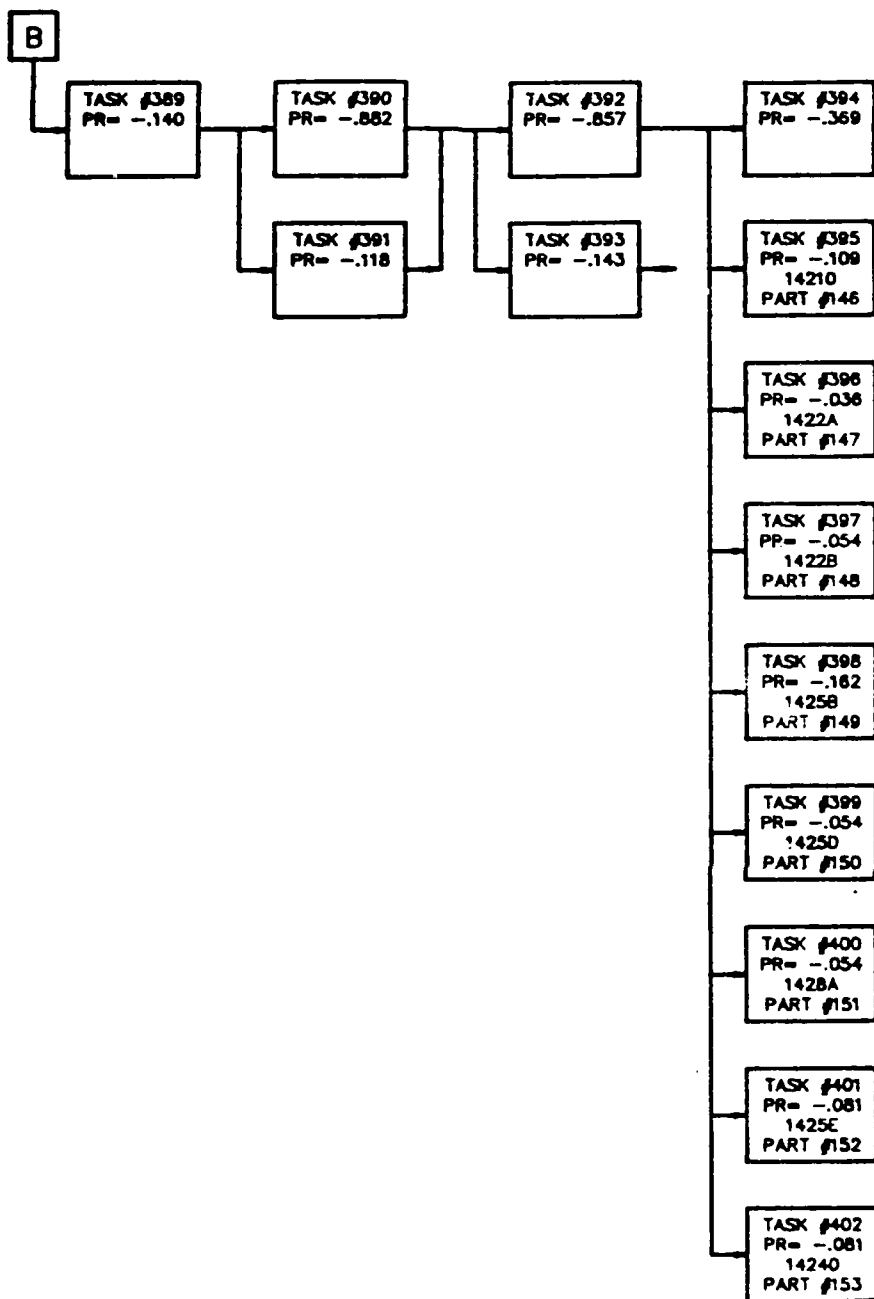 B
TASK #389
PR= -.140
TASK #390
PR= -.882
TASK #392
PR= -.857
TASK #394
PR= -.369
TASK #391
PR= -.118
TASK #393
PR= -.143
TASK #395
PR= -.109
14210
PART #146
TASK #396
PR= -.036
1422A
PART #147
TASK #397
PR= -.054
1422B
PART #148
TASK #398
PR= -.162
1425B
PART #149
TASK #399
PR= -.054
1425D
PART #150
TASK #400
PR= -.054
1428A
PART #151
TASK #401
PR= -.081
1425E
PART #152
TASK #402
PR= -.081
14240
PART #153